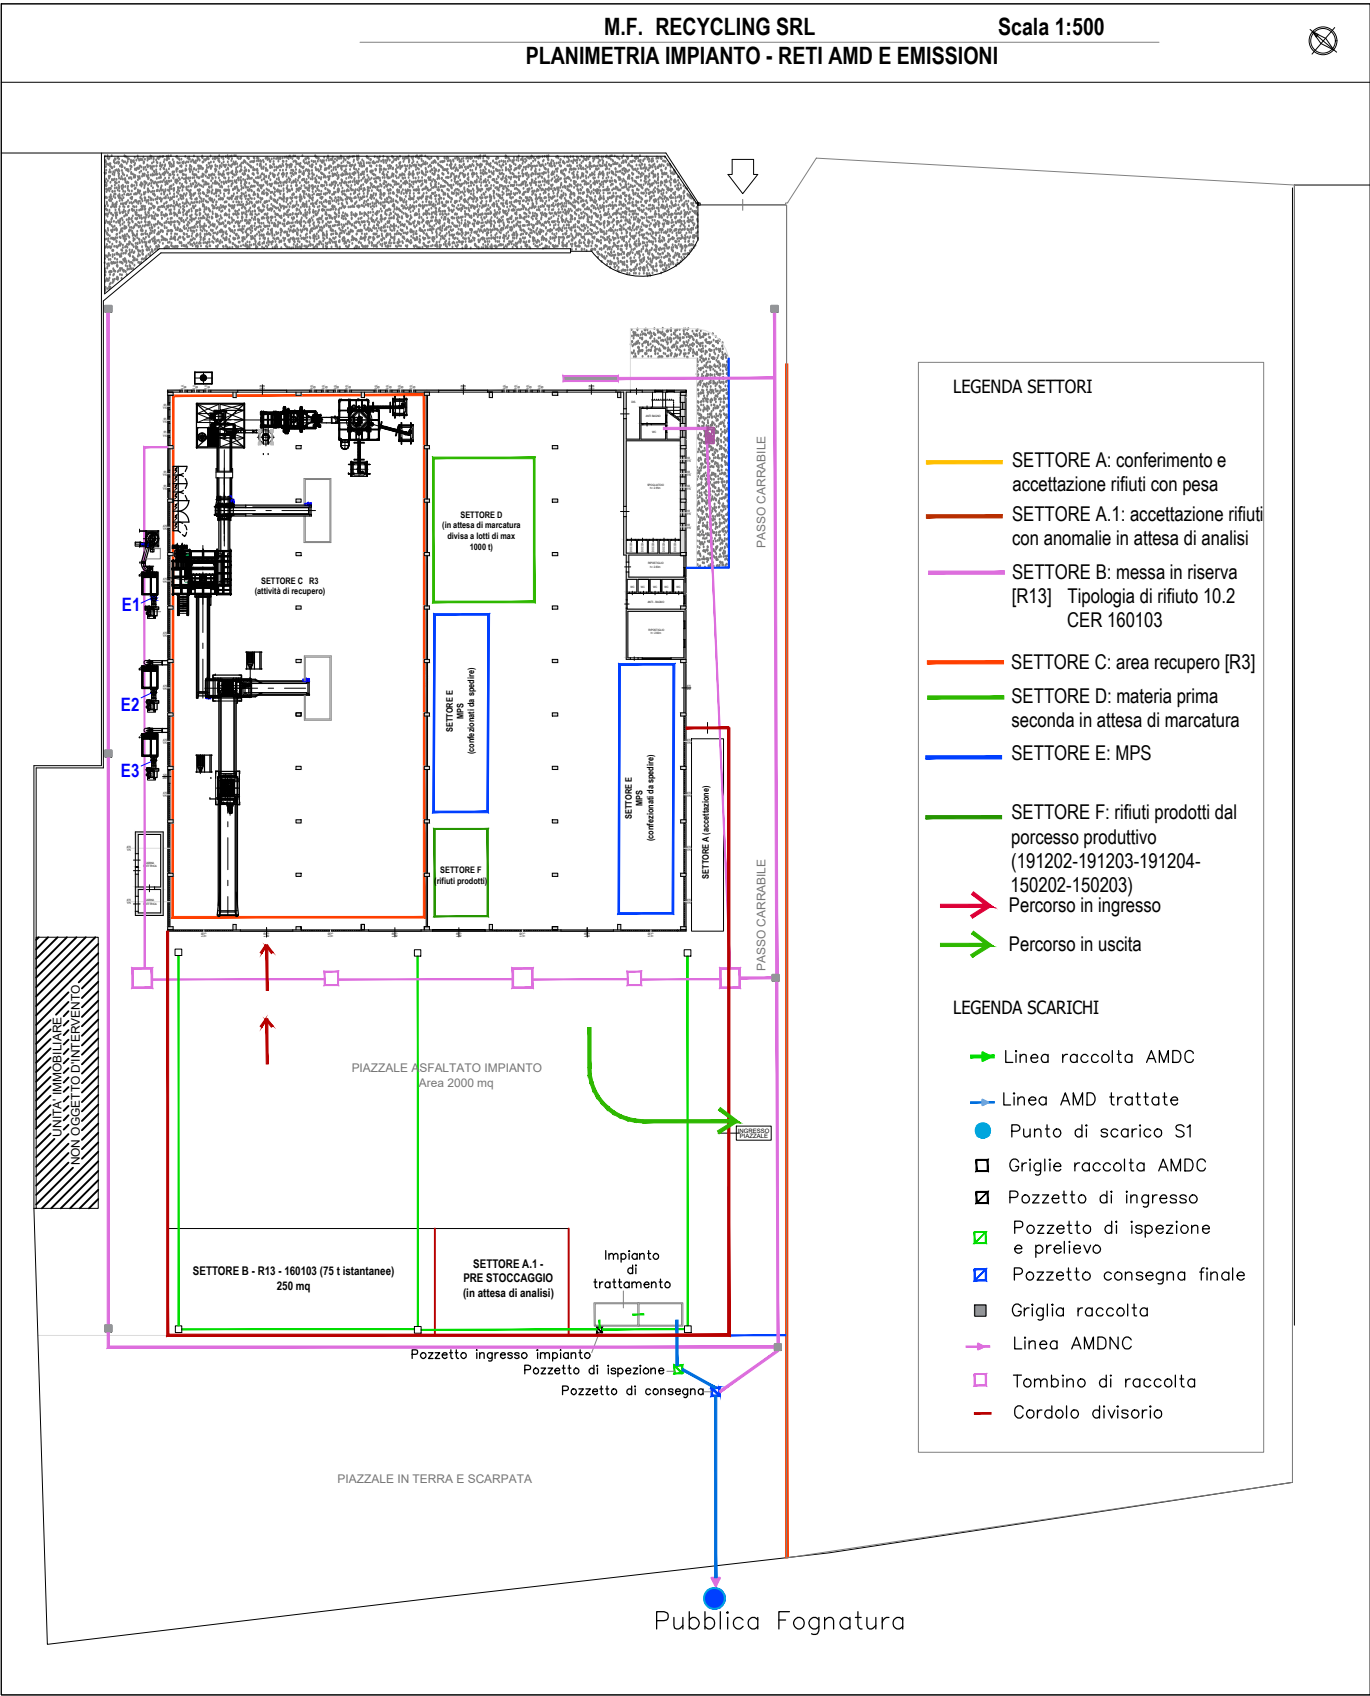 M.F. RECYCLING SRL
Scala 1:500
PLANIMETRIA IMPIANTO - RETI AMD E EMISSIONI
PASSO CARRABILE
SETTORE D
(in attesa di marcatura
divisa a lotti di max
1000 t)
SETTORE C R3
(attività di recupero)
E1
E2
E3
SETTORE E
MPS
(confezionati da spedire)
SETTORE E
MPS
(confezionati da spedire)
SETTORE A (accettazione)
SETTORE F
(rifiuti prodotti)
PASSO CARRABILE
UNITA' IMMOBILIARE
NON OGGETTO D'INTERVENTO
PIAZZALE ASFALTATO IMPIANTO
Area 2000 mq
INGRESSO
PIAZZALE
SETTORE B - R13 - 160103 (75 t istantanee)
250 mq
SETTORE A.1 -
PRE STOCCAGGIO
(in attesa di analisi)
Impianto
di
trattamento
Pozzetto ingresso impianto
Pozzetto di ispezione
Pozzetto di consegna
PIAZZALE IN TERRA E SCARPATA
Pubblica Fognatura
LEGENDA SETTORI
SETTORE A: conferimento e
accettazione rifiuti con pesa
SETTORE A.1: accettazione rifiuti
con anomalie in attesa di analisi
SETTORE B: messa in riserva
[R13] Tipologia di rifiuto 10.2
CER 160103
SETTORE C: area recupero [R3]
SETTORE D: materia prima
seconda in attesa di marcatura
SETTORE E: MPS
SETTORE F: rifiuti prodotti dal
porcesso produttivo
(191202-191203-191204-
150202-150203)
Percorso in ingresso
Percorso in uscita
LEGENDA SCARICHI
Linea raccolta AMDC
Linea AMD trattate
Punto di scarico S1
Griglie raccolta AMDC
Pozzetto di ingresso
Pozzetto di ispezione
e prelievo
Pozzetto consegna finale
Griglia raccolta
Linea AMDNC
Tombino di raccolta
Cordolo divisorio